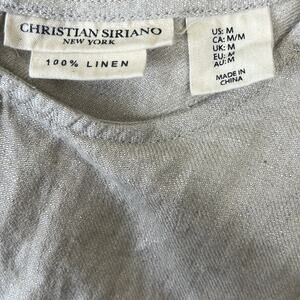 CHRISTIAN SIRIANO
NEW YORK
100% LINEN
US: M
CA: M/M
UK: M
EU: M
AU: M
MADE IN
CHINA